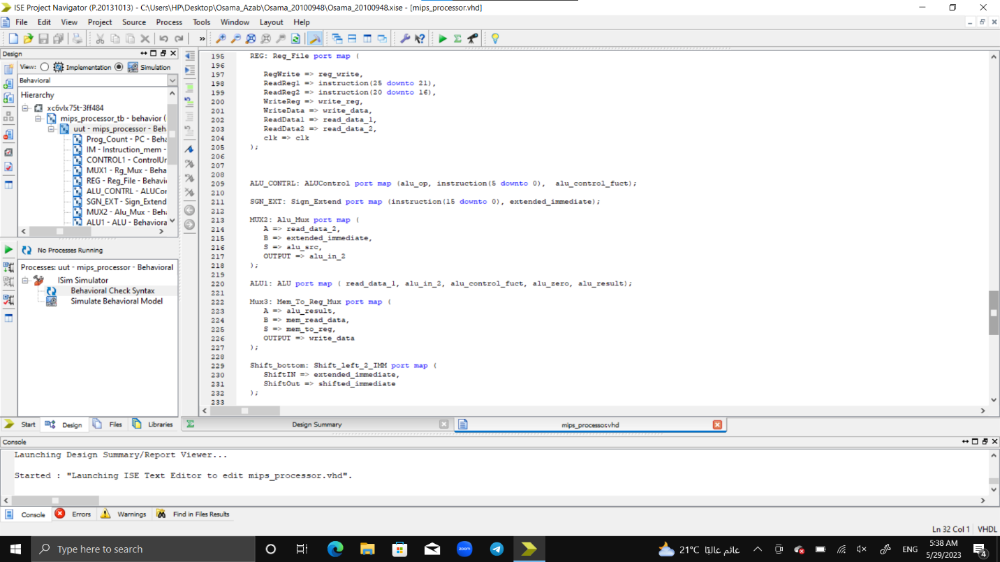 ISE Project Navigator (P.20131013) - C:\Users\HP\Desktop\Osama_Azab\Osama_20100948\Osama_20100948.xise - [mips_processor.vhd]
File Edit View Project Source Process Tools Window Layout Help
Design
View: Implementation Simulation
Behavioral
Hierarchy
xc6vlx75t-3ff484
mips_processor_tb - behavior (
uut - mips_processor - Beh
Prog_Count - PC - Beha
IM - Instruction_mem -
CONTROL1 - ControlUr
MUX1 - Rg_Mux - Beha
REG - Reg_File - Behavio
ALU_CONTRL - ALUCor
SGN_EXT - Sign_Extend
MUX2 - Alu_Mux - Beha
ALU1 - ALU - Behaviora
No Processes Running
Processes: uut - mips_processor - Behavioral
ISim Simulator
Behavioral Check Syntax
Simulate Behavioral Model
Start Design Files Libraries
195 REG: Reg_File port map (
196
197 RegWrite => reg_write,
198 ReadReg1 => instruction(25 downto 21),
199 ReadReg2 => instruction(20 downto 16),
200 WriteReg => write_reg,
201 WriteData => write_data,
202 ReadData1 => read_data_1,
203 ReadData2 => read_data_2,
204 clk => clk
205 );
206
207
208
209 ALU_CONTRL: ALUControl port map (alu_op, instruction(5 downto 0), alu_control_fuct);
210
211 SGN_EXT: Sign_Extend port map (instruction(15 downto 0), extended_immediate);
212
213 MUX2: Alu_Mux port map (
214 A => read_data_2,
215 B => extended_immediate,
216 S => alu_src,
217 OUTPUT => alu_in_2
218 );
219
220 ALU1: ALU port map ( read_data_1, alu_in_2, alu_control_fuct, alu_zero, alu_result);
221
222 Mux3: Mem_To_Reg_Mux port map (
223 A => alu_result,
224 B => mem_read_data,
225 S => mem_to_reg,
226 OUTPUT => write_data
227 );
228
229 Shift_bottom: Shift_left_2_IMM port map (
230 ShiftIN => extended_immediate,
231 ShiftOut => shifted_immediate
232 );
233
Design Summary mips_processor.vhd
Console
Launching Design Summary/Report Viewer...
Started : "Launching ISE Text Editor to edit mips_processor.vhd".
Console Errors Warnings Find in Files Results
Ln 32 Col 1 VHDL
Type here to search
zoom
21°C غائم غالبًا
ENG
5:38 AM
5/29/2023
4